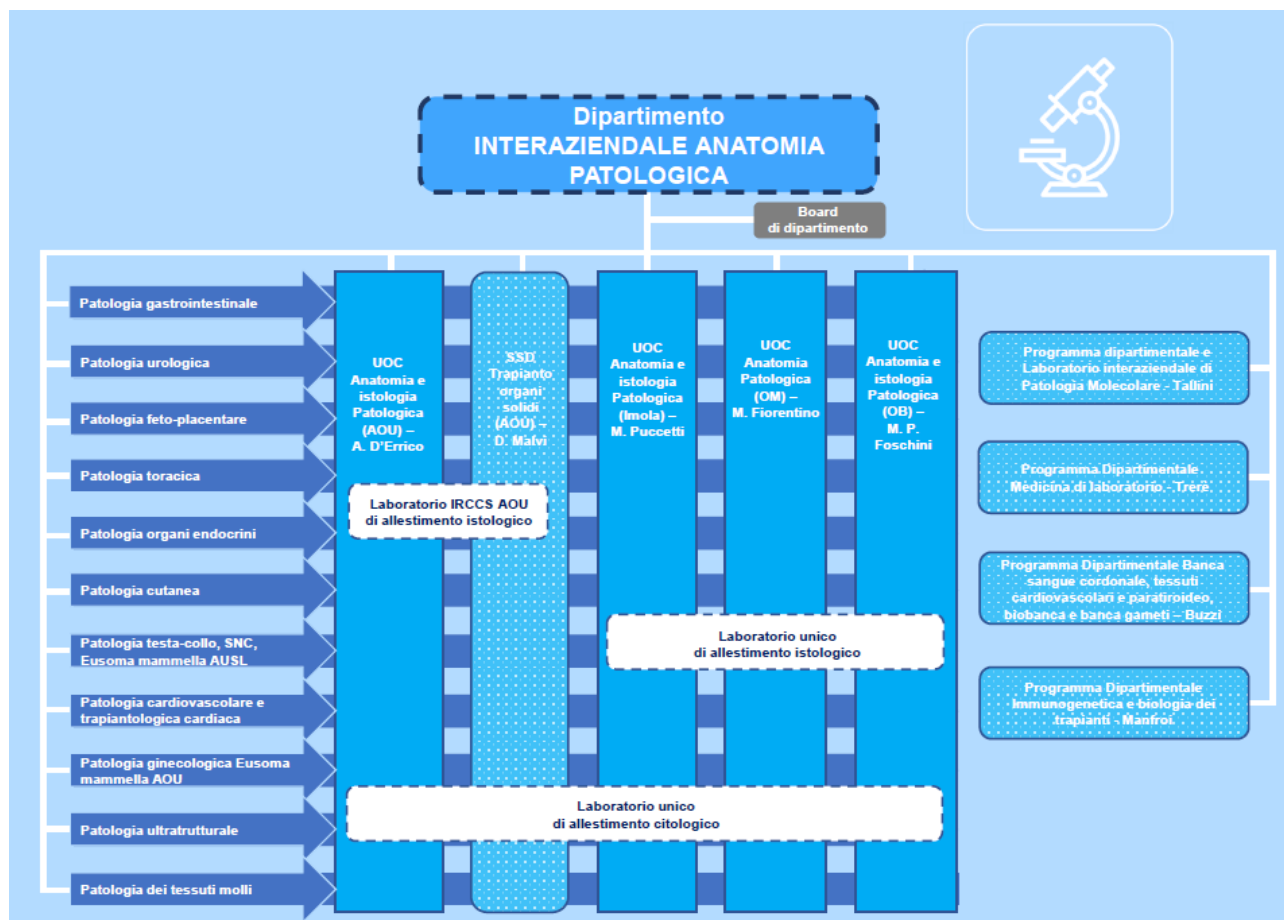 Dipartimento
INTERAZIENDALE ANATOMIA
PATOLOGICA
Board
di dipartimento
Patologia gastrointestinale
Patologia urologica
Patologia feto-placentare
Patologia toracica
Patologia organi endocrini
Patologia cutanea
Patologia testa-collo, SNC,
Eusoma mammella AUSL
Patologia cardiovascolare e
trapiantologica cardiaca
Patologia ginecologica Eusoma
mammella AOU
Patologia ultratrutturale
Patologia dei tessuti molli
UOC
Anatomia e
istologia
Patologica
(AOU) –
A. D'Errico
SSD
Trapianto
organi
solidi
(AOU) –
D. Malvi
UOC
Anatomia e
istologia
Patologica
(Imola) –
M. Puccetti
UOC
Anatomia
Patologica
(OM) –
M. Fiorentino
UOC
Anatomia e
istologia
Patologica
(OB) –
M. P.
Foschini
Laboratorio IRCCS AOU
di allestimento istologico
Laboratorio unico
di allestimento istologico
Laboratorio unico
di allestimento citologico
Programma dipartimentale e
Laboratorio interaziendale di
Patologia Molecolare - Tallini
Programma Dipartimentale
Medicina di laboratorio - Trerè
Programma Dipartimentale Banca
sangue cordonale, tessuti
cardiovascolari e paratiroideo,
biobanca e banca gameti – Buzzi
Programma Dipartimentale
Immunogenetica e biologia dei
trapianti - Manfroi